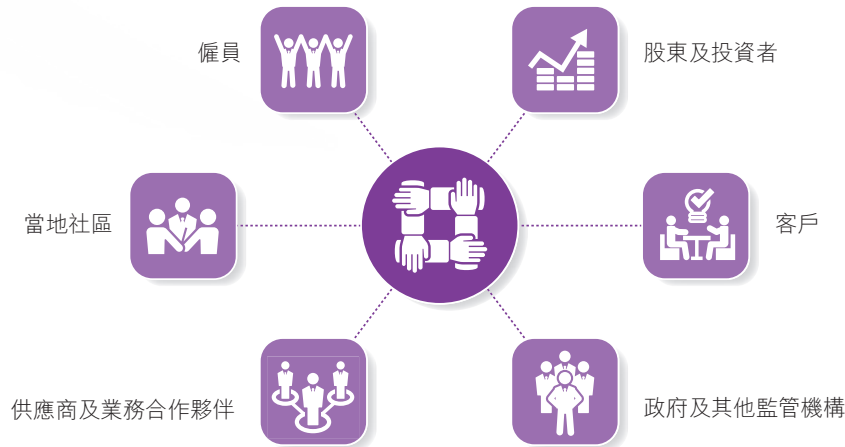 僱員
股東及投資者
當地社區
客戶
供應商及業務合作夥伴
政府及其他監管機構